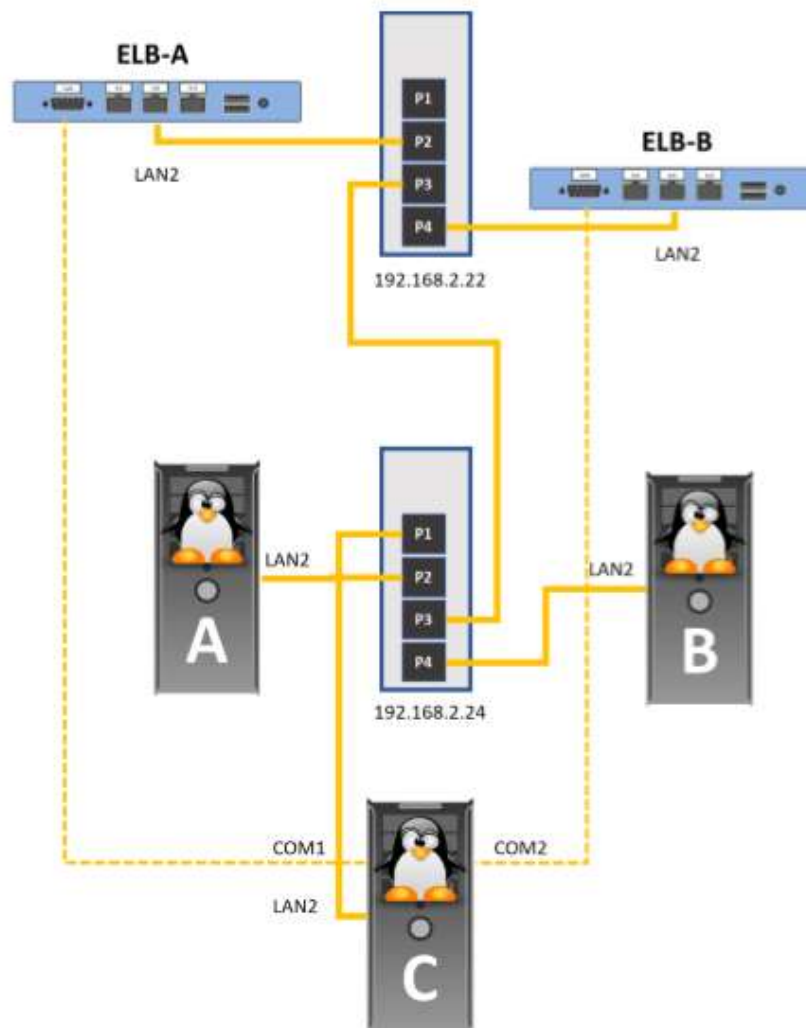 ELB-A
P1
P2
P3
P4
LAN2
ELB-B
LAN2
192.168.2.22
P1
P2
P3
P4
LAN2
LAN2
A
B
192.168.2.24
COM1
COM2
LAN2
C